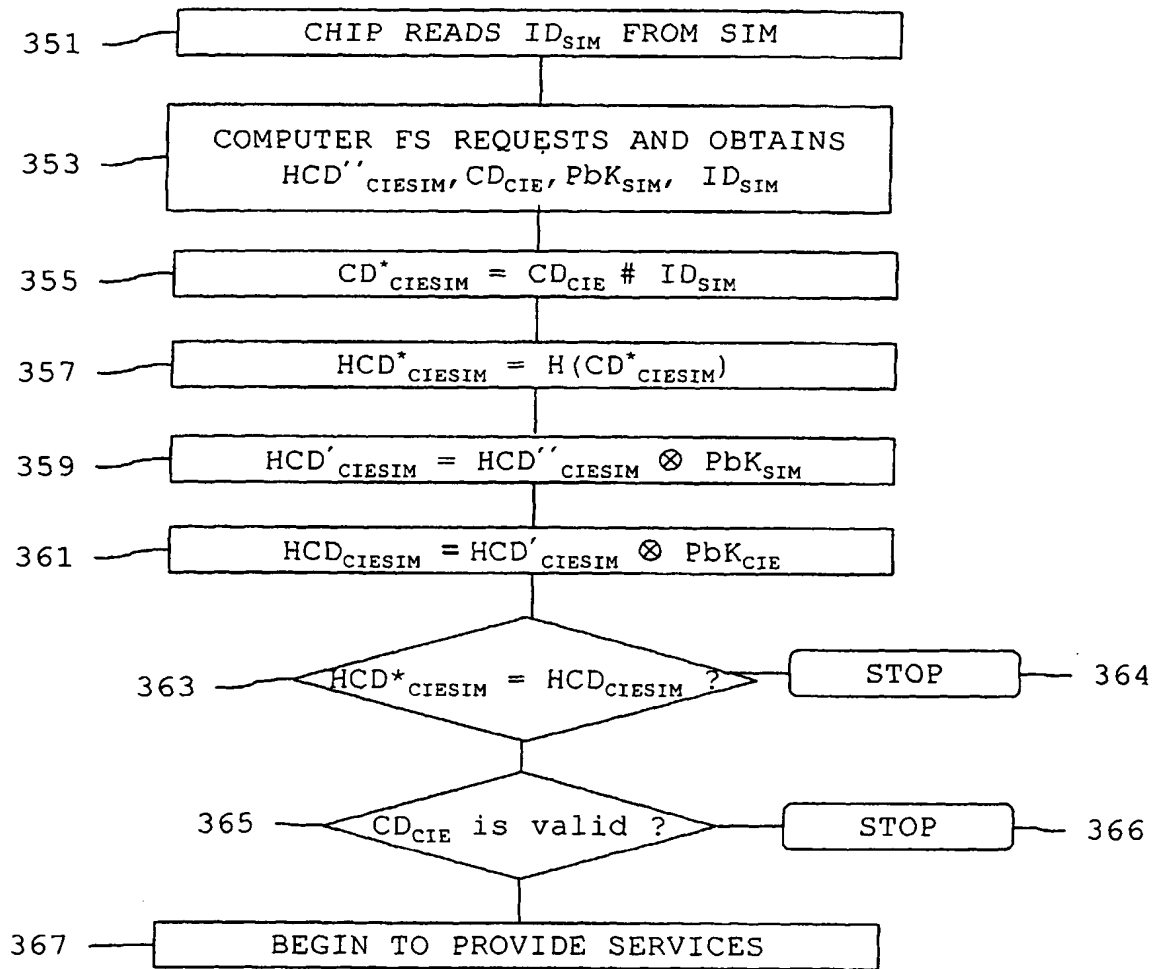 351 CHIP READS ID_SIM FROM SIM
353 COMPUTER FS REQUESTS AND OBTAINS
HCD''_CIESIM, CD_CIE, PbK_SIM, ID_SIM
355 CD*_CIESIM = CD_CIE # ID_SIM
357 HCD*_CIESIM = H(CD*_CIESIM)
359 HCD'_CIESIM = HCD''_CIESIM ⊗ PbK_SIM
361 HCD_CIESIM = HCD'_CIESIM ⊗ PbK_CIE
363 HCD*_CIESIM = HCD_CIESIM ? STOP 364
365 CD_CIE is valid ? STOP 366
367 BEGIN TO PROVIDE SERVICES